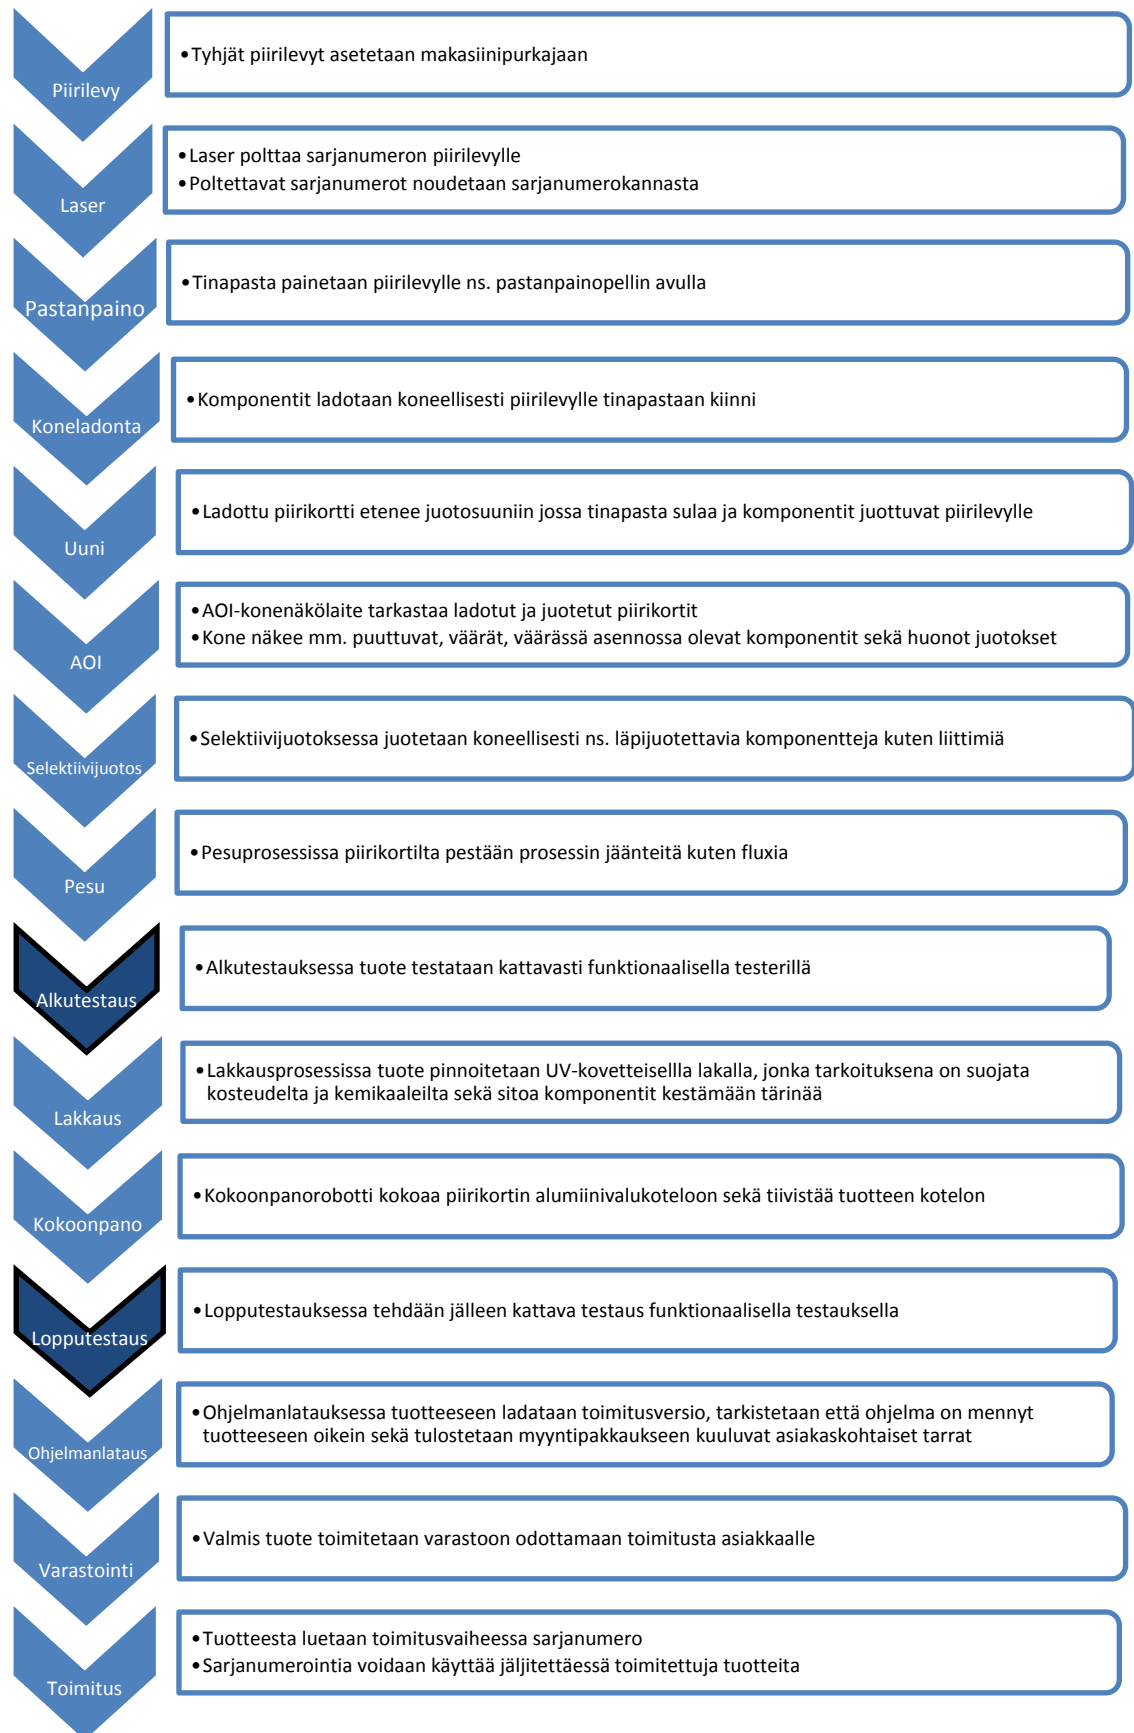 Piirilevy
•Tyhjät piirilevyt asetetaan makasiinipurkajaan
Laser
•Laser polttaa sarjanumeron piirilevylle
•Poltettavat sarjanumerot noudetaan sarjanumerokannasta
Pastanpaino
•Tinapasta painetaan piirilevylle ns. pastanpainopellin avulla
Koneladonta
•Komponentit ladotaan koneellisesti piirilevylle tinapastaan kiinni
Uuni
•Ladottu piirikortti etenee juotosuuniin jossa tinapasta sulaa ja komponentit juottuvat piirilevylle
AOI
•AOI-konenäkölaite tarkastaa ladotut ja juotetut piirikortit
•Kone näkee mm. puuttuvat, väärät, väärässä asennossa olevat komponentit sekä huonot juotokset
Selektiivijuotos
•Selektiivijuotoksessa juotetaan koneellisesti ns. läpijuotettavia komponentteja kuten liittimiä
Pesu
•Pesuprosessissa piirikortilta pestään prosessin jäänteitä kuten fluxia
Alkutestaus
•Alkutestauksessa tuote testataan kattavasti funktionaalisella testerillä
Lakkaus
•Lakkausprosessissa tuote pinnoitetaan UV-kovetteisellla lakalla, jonka tarkoituksena on suojata
kosteudelta ja kemikaaleilta sekä sitoa komponentit kestämään tärinää
Kokoonpano
•Kokoonpanorobotti kokoaa piirikortin alumiinivalukoteloon sekä tiivistää tuotteen kotelon
Lopputestaus
•Lopputestauksessa tehdään jälleen kattava testaus funktionaalisella testauksella
Ohjelmanlataus
•Ohjelmanlatauksessa tuotteeseen ladataan toimitusversio, tarkistetaan että ohjelma on mennyt
tuotteeseen oikein sekä tulostetaan myyntipakkaukseen kuuluvat asiakaskohtaiset tarrat
Varastointi
•Valmis tuote toimitetaan varastoon odottamaan toimitusta asiakkaalle
Toimitus
•Tuotteesta luetaan toimitusvaiheessa sarjanumero
•Sarjanumerointia voidaan käyttää jäljitettäessä toimitettuja tuotteita